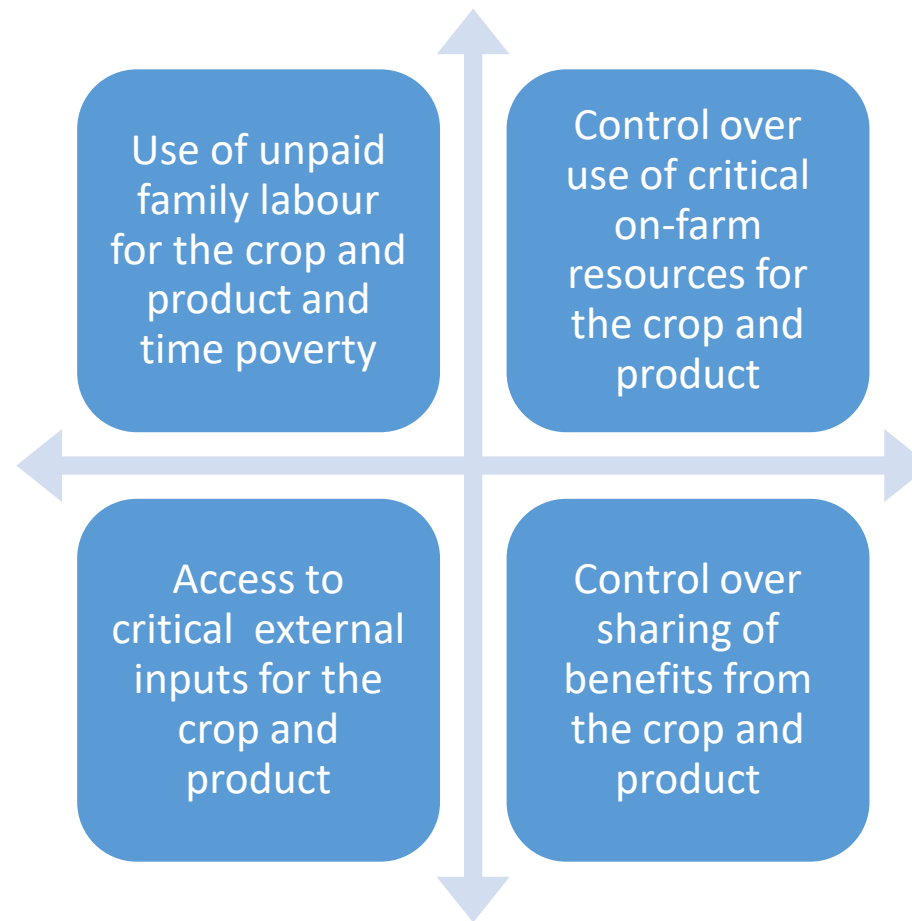 Use of unpaid
family labour
for the crop and
product and
time poverty
Control over
use of critical
on-farm
resources for
the crop and
product
Access to
critical  external
inputs for the
crop and
product
Control over
sharing of
benefits from
the crop and
product